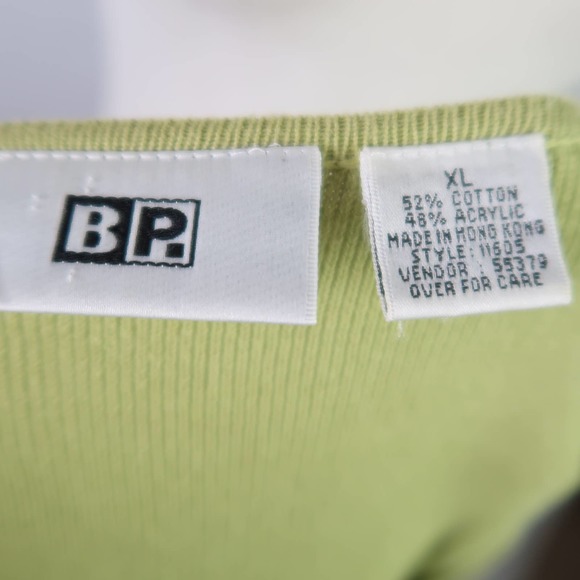 BP.
XL
52% COTTON
48% ACRYLIC
MADE IN HONG KONG
STYLE: 11605
VENDOR : 55379
OVER FOR CARE